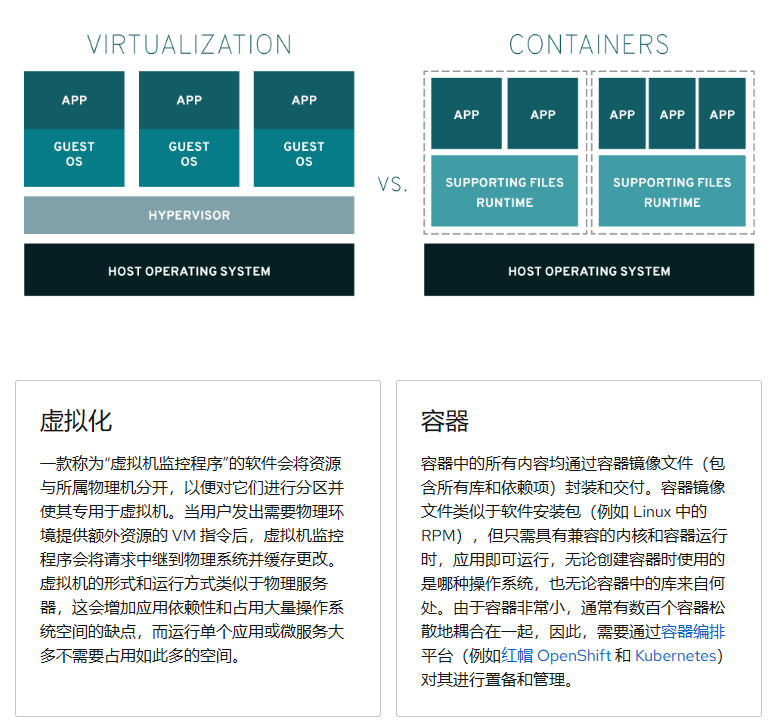 VIRTUALIZATION
CONTAINERS
APP
APP
APP
GUEST
OS
GUEST
OS
GUEST
OS
HYPERVISOR
HOST OPERATING SYSTEM
VS.
APP
APP
APP
APP
APP
SUPPORTING FILES
RUNTIME
SUPPORTING FILES
RUNTIME
HOST OPERATING SYSTEM
虚拟化
一款称为“虚拟机监控程序”的软件会将资源
与所属物理机分开，以便对它们进行分区并
使其专用于虚拟机。当用户发出需要物理环
境提供额外资源的 VM 指令后，虚拟机监控
程序会将请求中继到物理系统并缓存更改。
虚拟机的形式和运行方式类似于物理服务
器，这会增加应用依赖性和占用大量操作系
统空间的缺点，而运行单个应用或微服务大
多不需要占用如此多的空间。
容器
容器中的所有内容均通过容器镜像文件（包
含所有库和依赖项）封装和交付。容器镜像
文件类似于软件安装包（例如 Linux 中的
RPM），但只需具有兼容的内核和容器运行
时，应用即可运行，无论创建容器时使用的
是哪种操作系统，也无论容器中的库来自何
处。由于容器非常小，通常有数百个容器松
散地耦合在一起，因此，需要通过容器编排
平台（例如红帽 OpenShift 和 Kubernetes）
对其进行置备和管理。